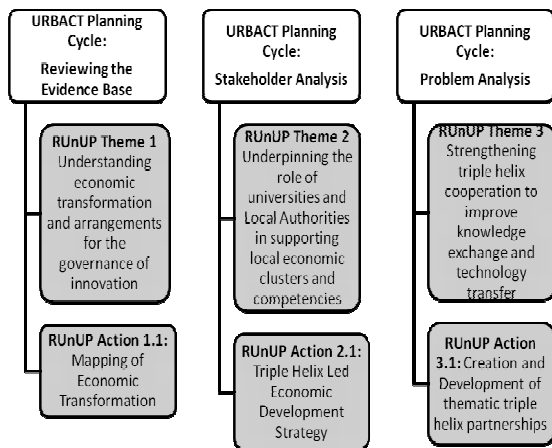 URBACT Planning
Cycle:
Reviewing the
Evidence Base
RUnUP Theme 1
Understanding
economic
transformation
and arrangements
for the
governance of
innovation
RUnUP Action 1.1:
Mapping of
Economic
Transformation
URBACT Planning
Cycle:
Stakeholder Analysis
RUnUP Theme 2
Underpinning the
role of
universities and
Local Authorities
in supporting
local economic
clusters and
competencies
RUnUP Action 2.1:
Triple Helix Led
Economic
Development
Strategy
URBACT Planning
Cycle:
Problem Analysis
RUnUP Theme 3
Strengthening
triple helix
cooperation to
improve
knowledge
exchange and
technology
transfer
RUnUP Action
3.1: Creation and
Development of
thematic triple
helix partnerships